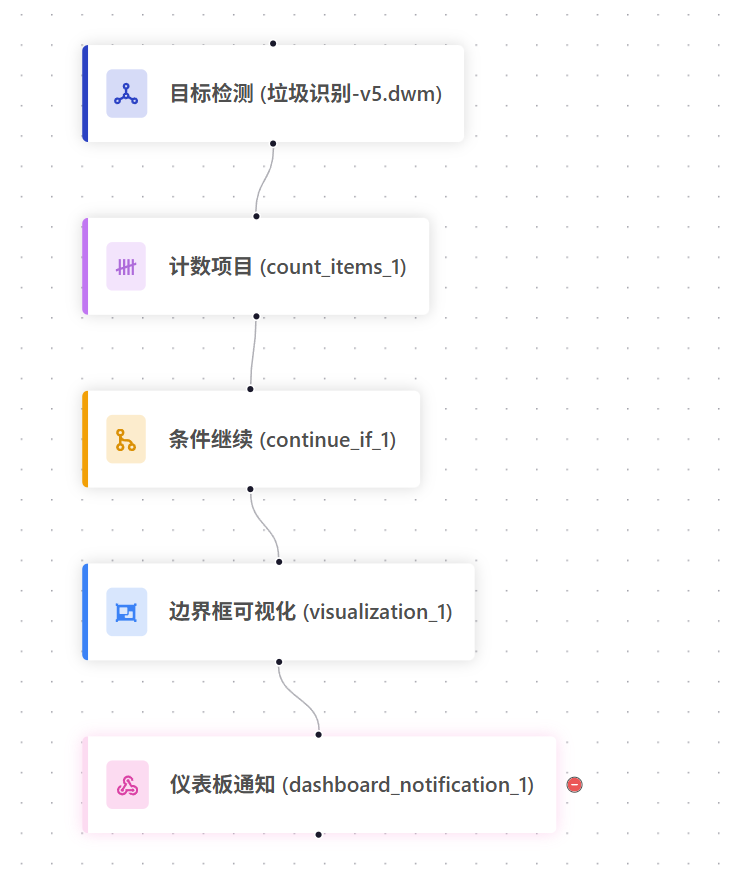 目标检测 (垃圾识别-v5.dwm)
计数项目 (count_items_1)
条件继续 (continue_if_1)
边界框可视化 (visualization_1)
仪表板通知 (dashboard_notification_1)